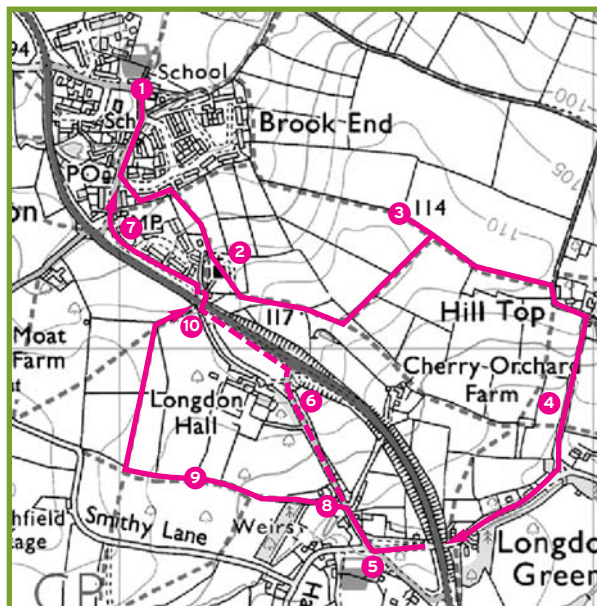 94
School
1
Sch
Brook End
PO
on
7
2
3
114
117
Hill Top
10
Moat
Farm
Cherry-Orchard
Farm
4
6
Longdon
Hall
9
8
Smithy Lane
Weirs
5
Longdo
Green
CP
100
105
110